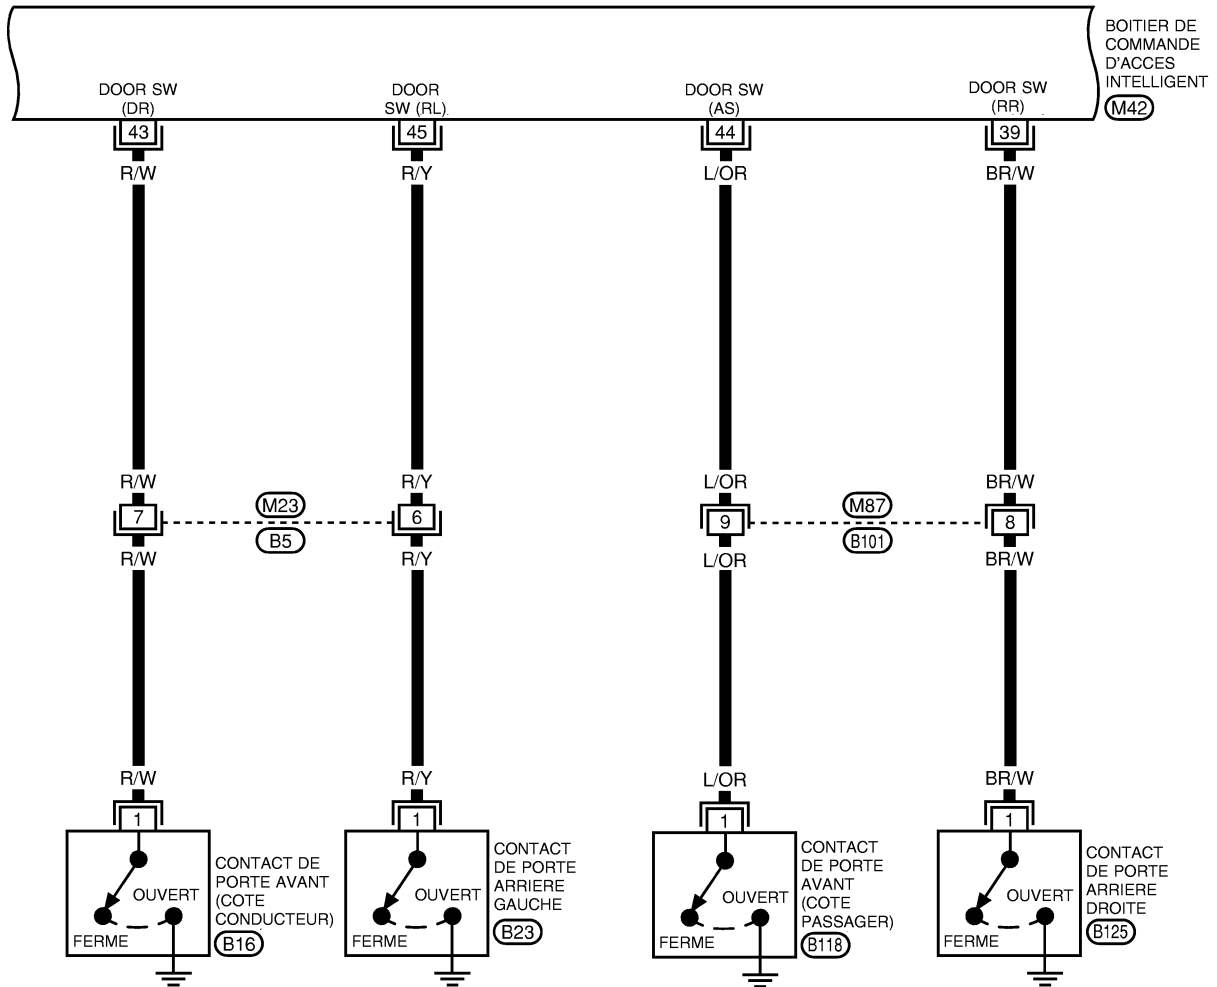 BOITIER DE
COMMANDE
D'ACCES
INTELLIGENT
M42
DOOR SW
(DR)
DOOR
SW (RL)
DOOR SW
(AS)
DOOR SW
(RR)
43
45
44
39
R/W
R/Y
L/OR
BR/W
R/W
R/Y
L/OR
BR/W
7
M23
B5
6
9
M87
B101
8
R/W
R/Y
L/OR
BR/W
R/W
R/Y
L/OR
BR/W
1
1
1
1
OUVERT
FERME
CONTACT DE
PORTE AVANT
(COTE
CONDUCTEUR)
B16
OUVERT
FERME
CONTACT
DE PORTE
ARRIERE
GAUCHE
B23
OUVERT
FERME
CONTACT
DE PORTE
AVANT
(COTE
PASSAGER)
B118
OUVERT
FERME
CONTACT
DE PORTE
ARRIERE
DROITE
B125